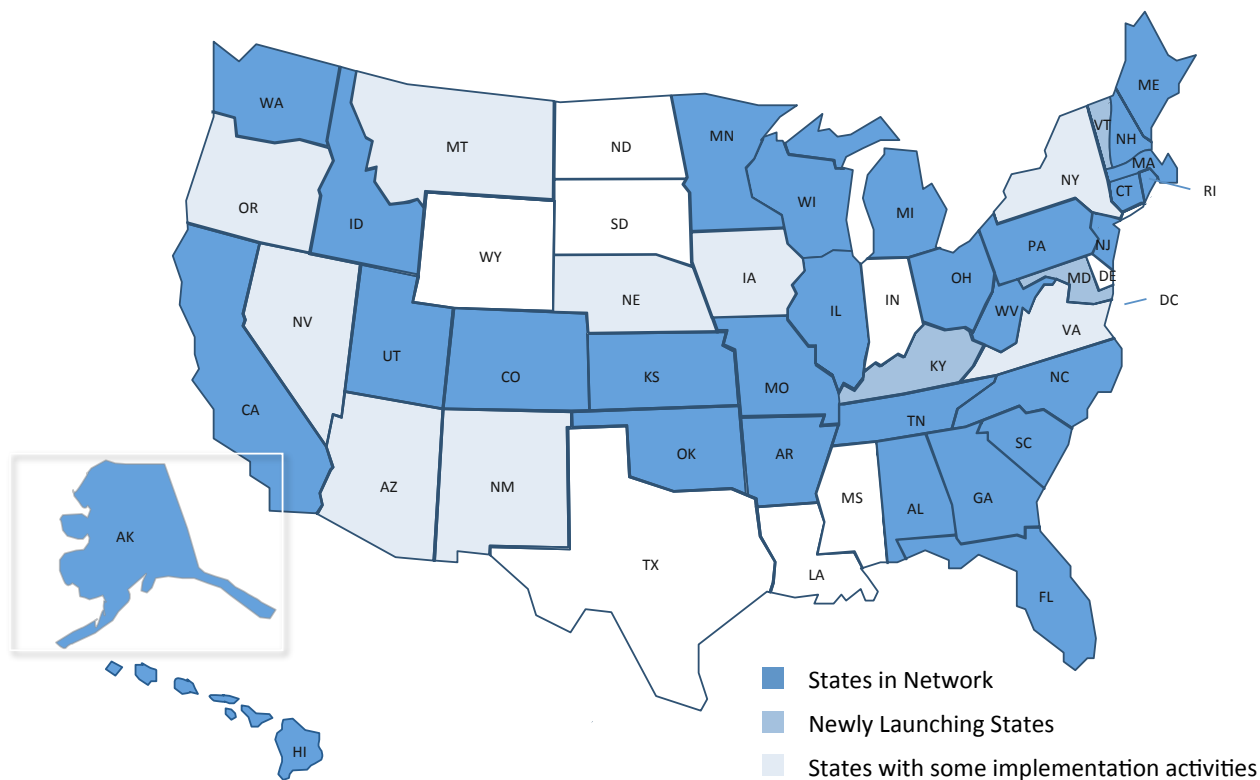 ME
WA
VT
MN
NH
MT
ND
MA
NY
CT
RI
OR
WI
MI
ID
SD
PA
NJ
WY
IA
OH
MD
DE
NE
DC
IN
IL
WV
NV
VA
UT
KY
CO
KS
NC
MO
CA
TN
SC
OK
AR
AZ
NM
MS
GA
AL
AK
TX
LA
FL
HI
States in Network
Newly Launching States
States with some implementation activities